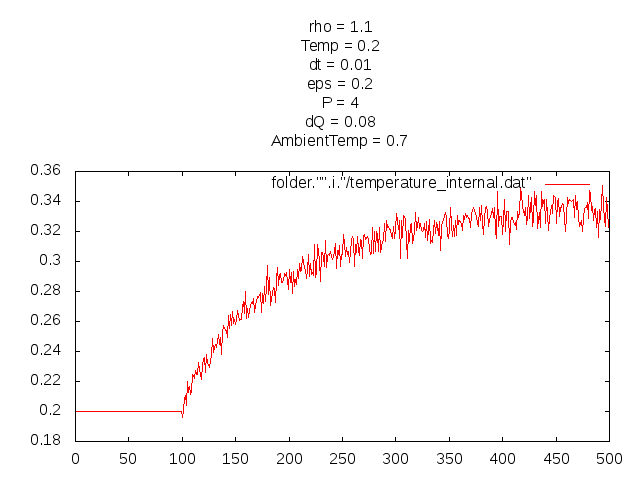 rho = 1.1
Temp = 0.2
dt = 0.01
eps = 0.2
P = 4
dQ = 0.08
AmbientTemp = 0.7
folder."".i."/temperature_internal.dat"
0.36
0.34
0.32
0.3
0.28
0.26
0.24
0.22
0.2
0.18
0 50 100 150 200 250 300 350 400 450 500